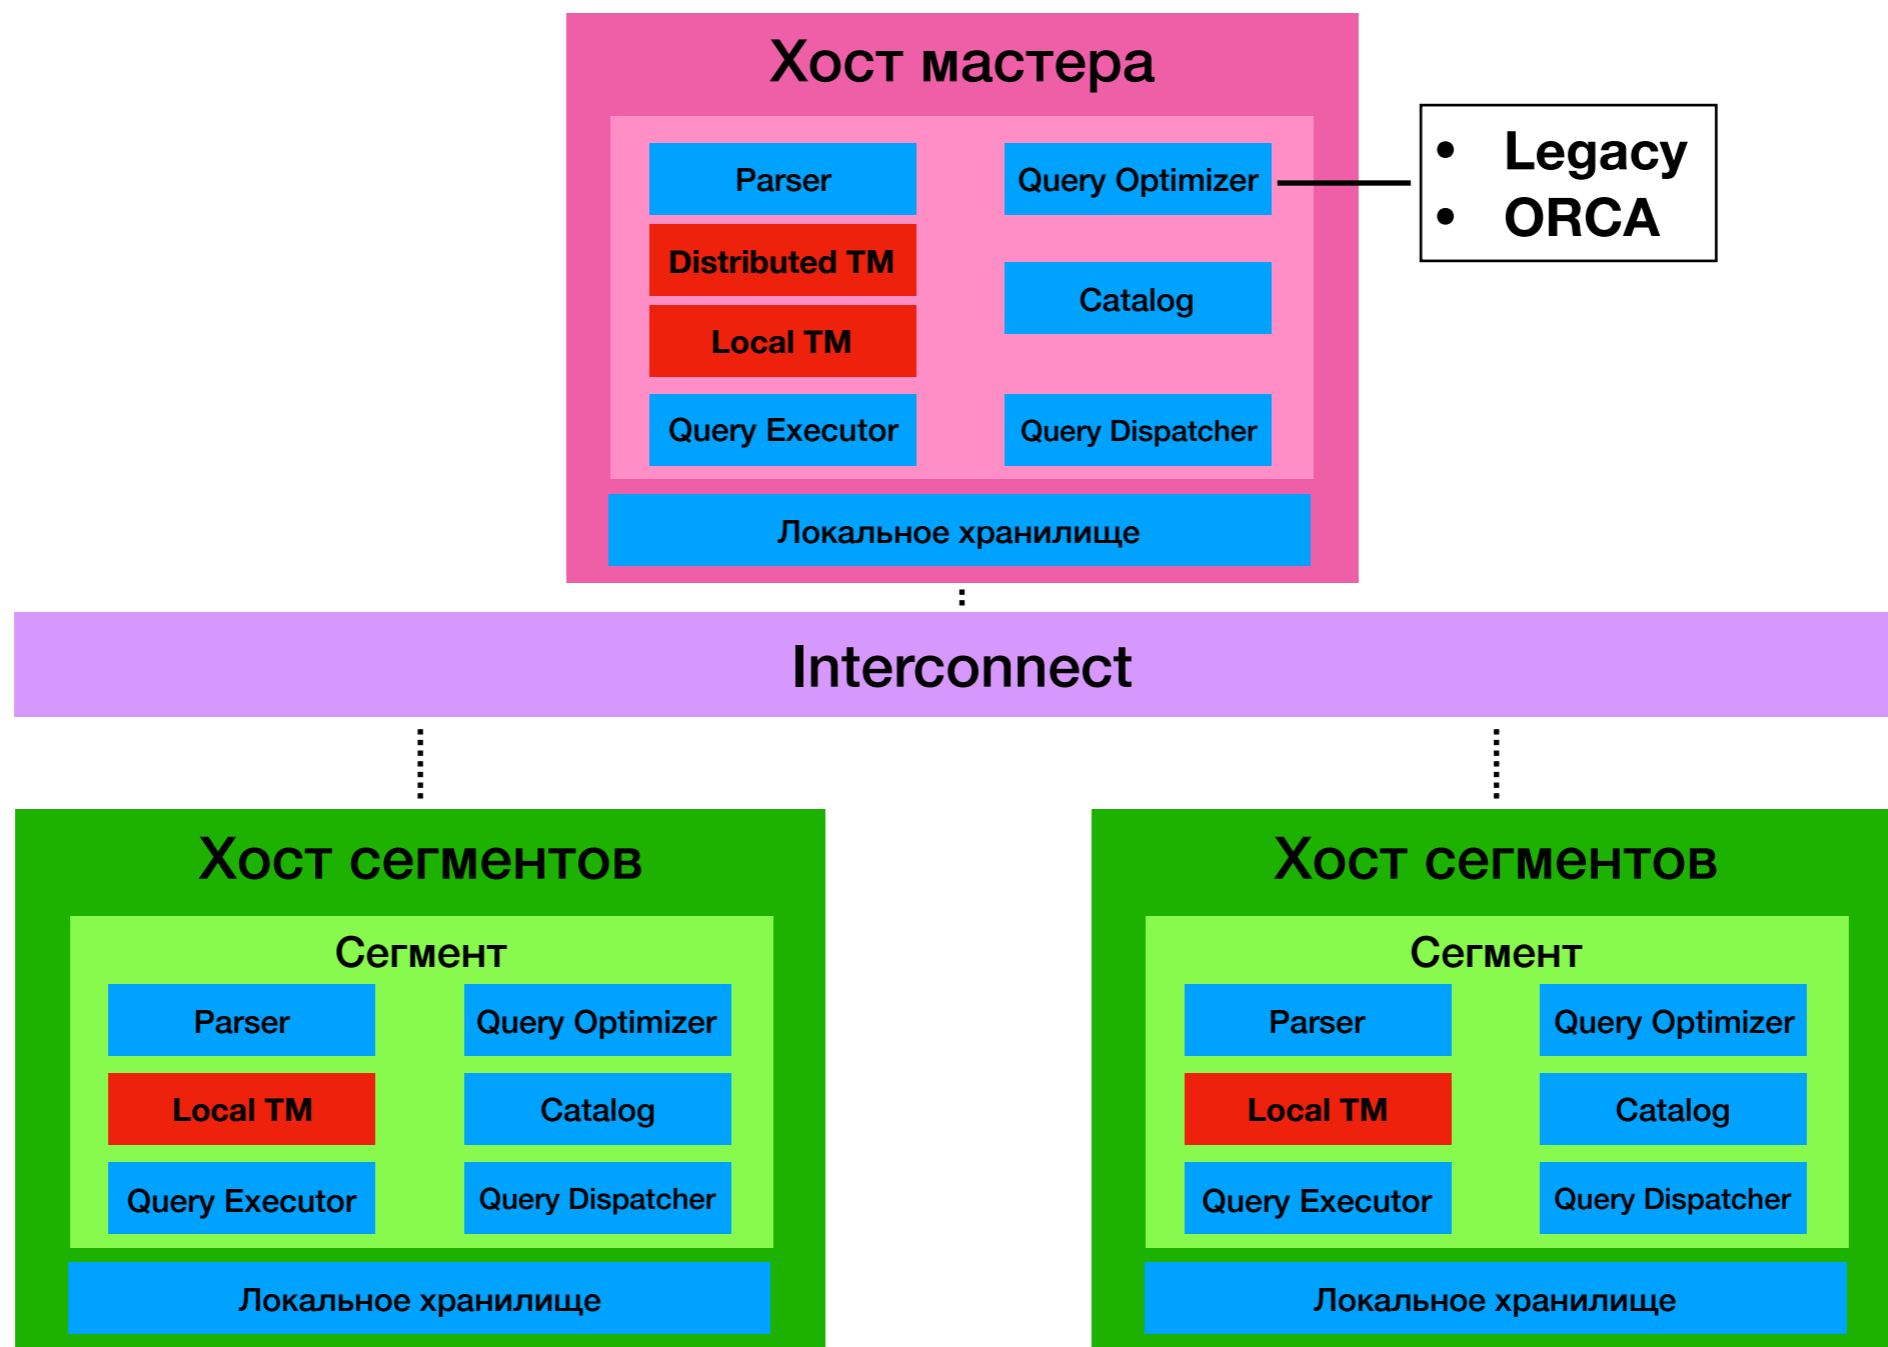 Хост мастера
Parser
Query Optimizer
• Legacy
• ORCA
Distributed TM
Catalog
Local TM
Query Executor
Query Dispatcher
Локальное хранилище
Interconnect
Хост сегментов
Сегмент
Parser
Query Optimizer
Local TM
Catalog
Query Executor
Query Dispatcher
Локальное хранилище
Хост сегментов
Сегмент
Parser
Query Optimizer
Local TM
Catalog
Query Executor
Query Dispatcher
Локальное хранилище